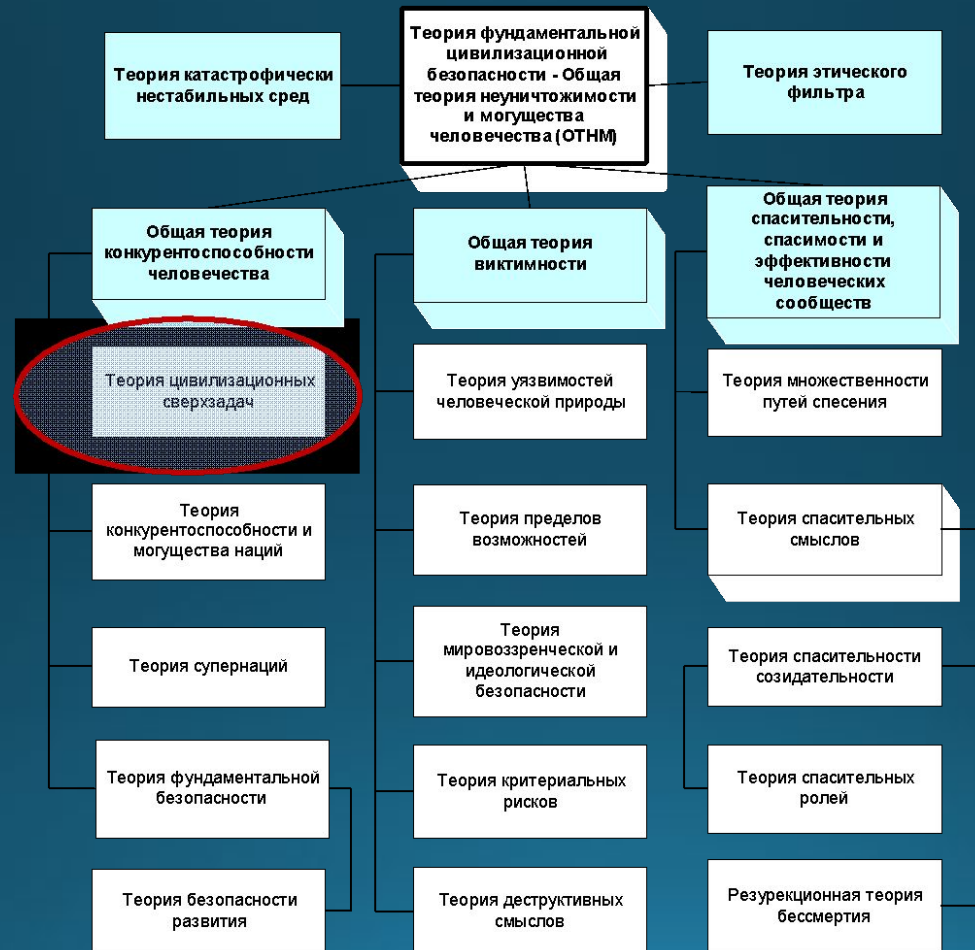 Теория катастрофически
нестабильных сред
Теория фундаментальной
цивилизационной
безопасности - Общая
теория неуничтожимости
и могущества
человечества (ОТНМ)
Теория этического
фильтра
Общая теория
конкурентоспособности
человечества
Общая теория
виктимности
Общая теория
спасительности,
спасимости и
эффективности
человеческих
сообществ
Теория цивилизационных
сверхзадач
Теория уязвимостей
человеческой природы
Теория множественности
путей спесения
Теория
конкурентоспособности и
могущества наций
Теория пределов
возможностей
Теория спасительных
смыслов
Теория супернаций
Теория
мировоззренческой и
идеологической
безопасности
Теория спасительности
созидательности
Теория фундаментальной
безопасности
Теория критериальных
рисков
Теория спасительных
ролей
Теория безопасности
развития
Теория деструктивных
смыслов
Резурекционная теория
бессмертия